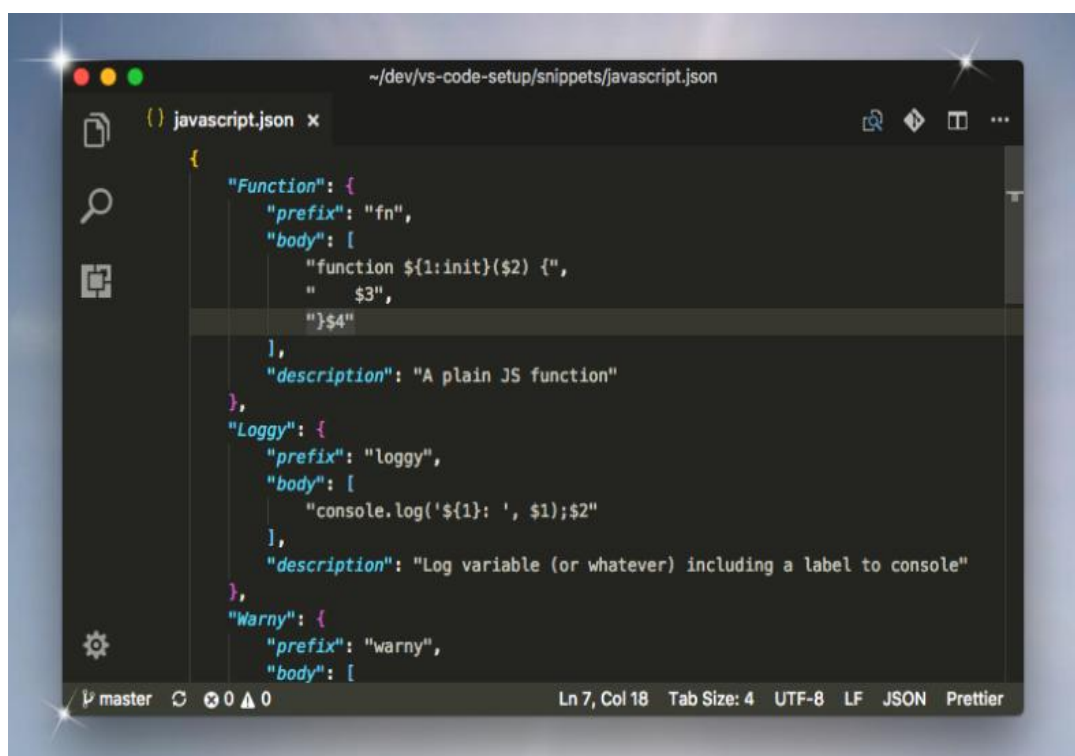 ~/dev/vs-code-setup/snippets/javascript.json
{} javascript.json ×
{
    "Function": {
        "prefix": "fn",
        "body": [
            "function ${1:init}($2) {",
            "    $3",
            "}$4"
        ],
        "description": "A plain JS function"
    },
    "Loggy": {
        "prefix": "loggy",
        "body": [
            "console.log('${1}: ', $1);$2"
        ],
        "description": "Log variable (or whatever) including a label to console"
    },
    "Warny": {
        "prefix": "warny",
        "body": [
master 0 0 Ln 7, Col 18 Tab Size: 4 UTF-8 LF JSON Prettier